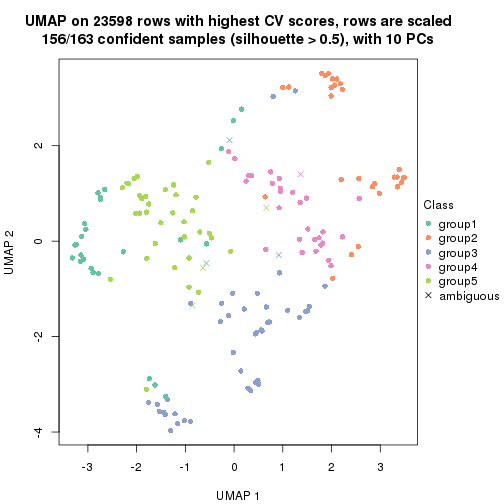 UMAP on 23598 rows with highest CV scores, rows are scaled
156/163 confident samples (silhouette > 0.5), with 10 PCs
UMAP 2
2
0
-2
-4
-3
-2
-1
0
1
2
3
UMAP 1
Class
group1
group2
group3
group4
group5
ambiguous